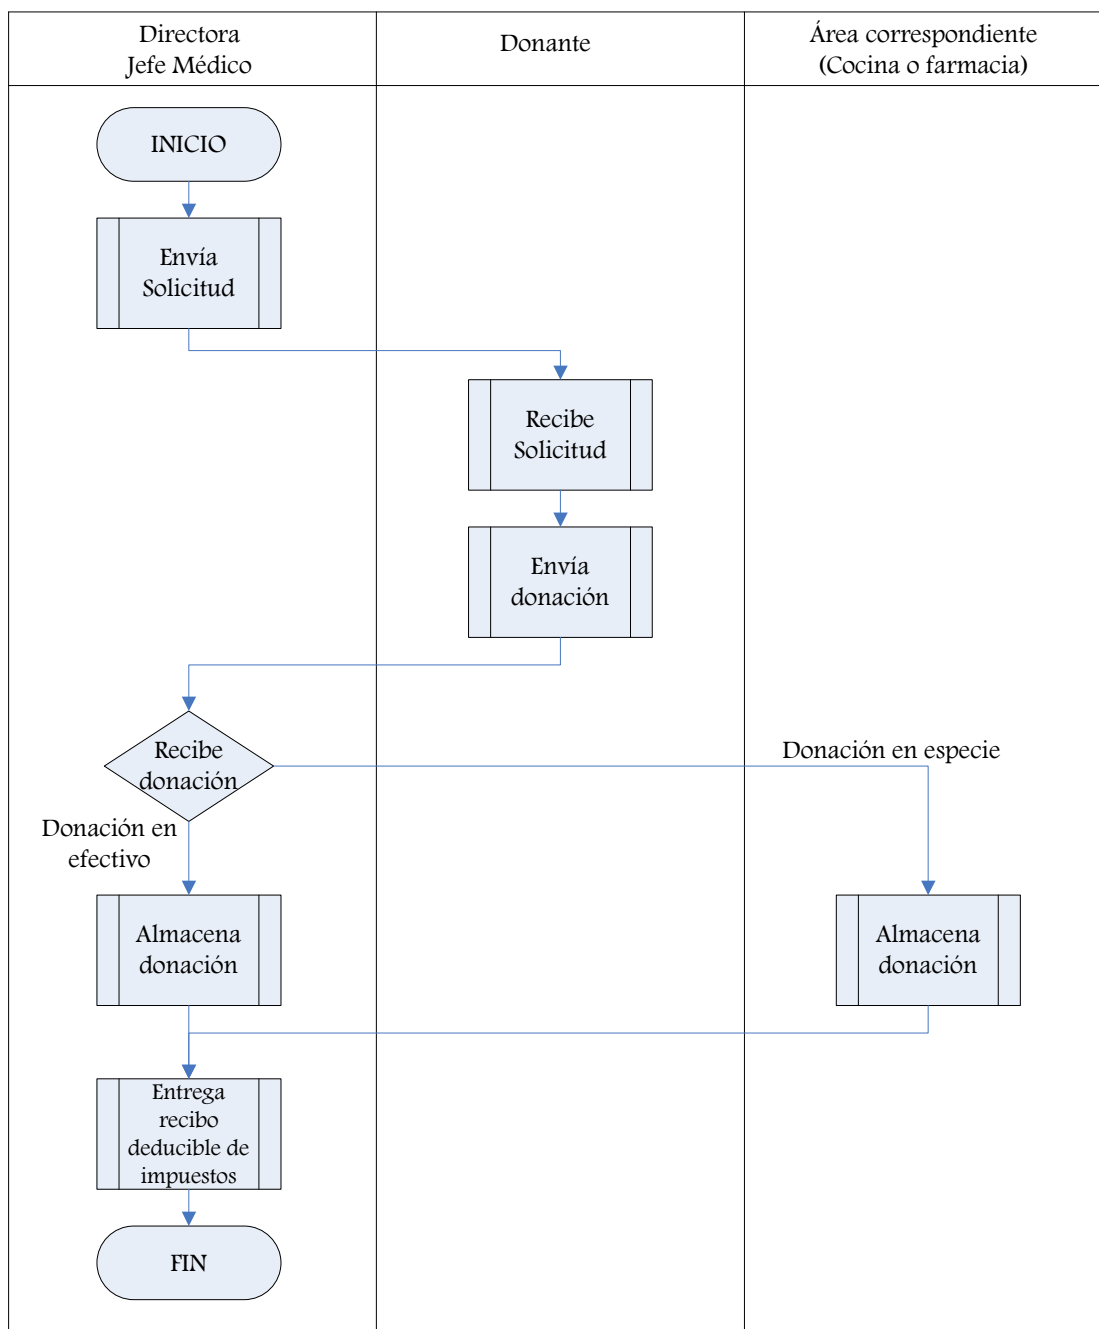 Directora
Jefe Médico
Donante
Área correspondiente
(Cocina o farmacia)
INICIO
Envía
Solicitud
Recibe
Solicitud
Envía
donación
Recibe
donación
Donación en especie
Donación en
efectivo
Almacena
donación
Almacena
donación
Entrega
recibo
deducible de
impuestos
FIN